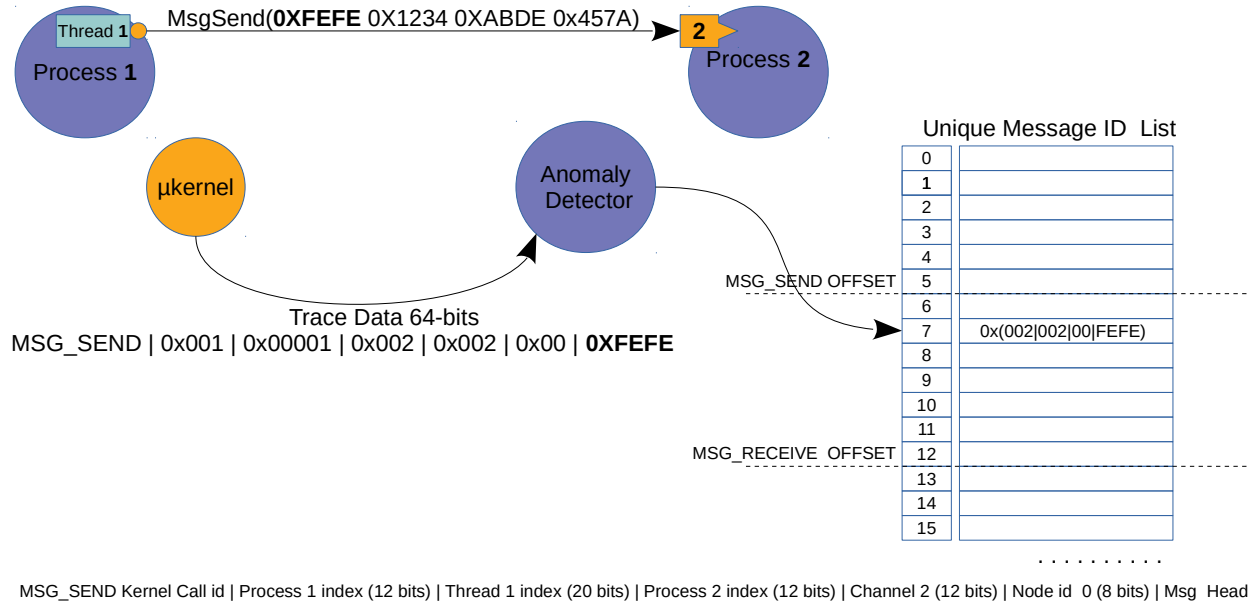 MsgSend(0XFEFE 0X1234 0XABDE 0x457A)
Thread 1
2
Process 1
Process 2
Unique Message ID List
µkernel
Anomaly
Detector
0
1
2
3
4
MSG_SEND OFFSET 5
6
Trace Data 64-bits
MSG_SEND | 0x001 | 0x00001 | 0x002 | 0x002 | 0x00 | 0XFEFE
7 0x(002|002|00|FEFE)
8
9
10
11
MSG_RECEIVE OFFSET 12
13
14
15
. . . . . . . . . .
MSG_SEND Kernel Call id | Process 1 index (12 bits) | Thread 1 index (20 bits) | Process 2 index (12 bits) | Channel 2 (12 bits) | Node id 0 (8 bits) | Msg Head